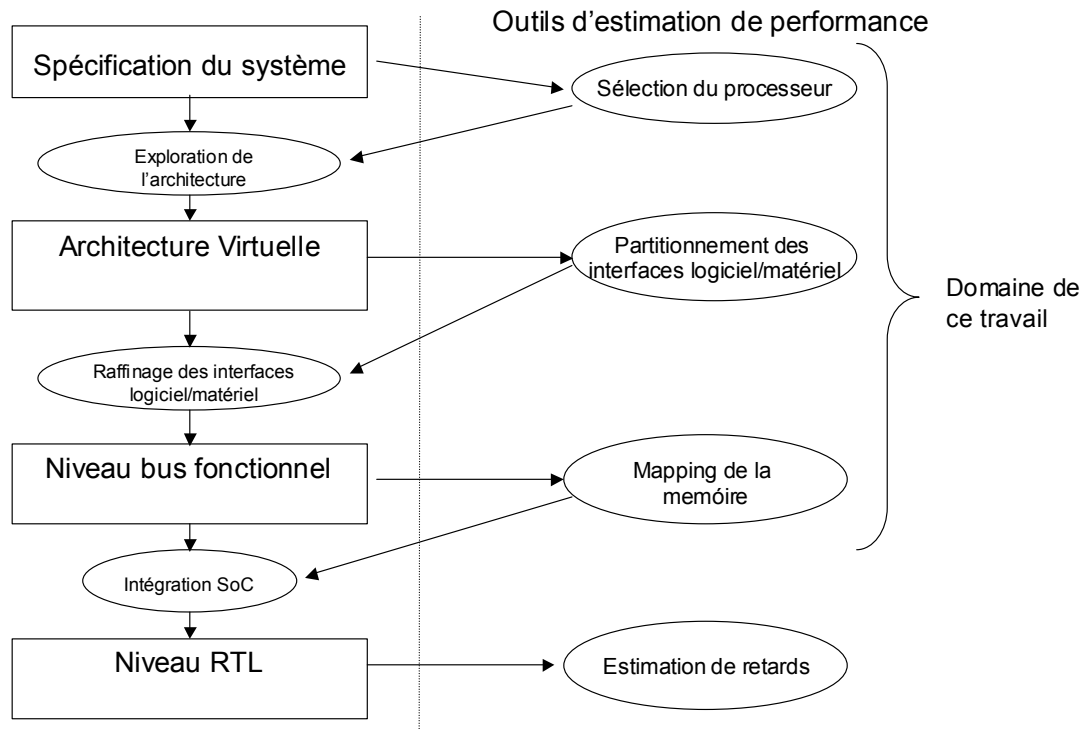 Outils d'estimation de performance
Spécification du système
Sélection du processeur
Exploration de
l'architecture
Architecture Virtuelle
Partitionnement des
interfaces logiciel/matériel
Domaine de
ce travail
Raffinage des interfaces
logiciel/matériel
Niveau bus fonctionnel
Mapping de la
memóire
Intégration SoC
Niveau RTL
Estimation de retards